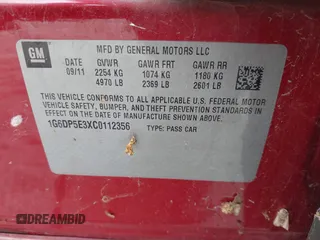 GM
MFD BY GENERAL MOTORS LLC
DATE GVWR GAWR FRT GAWR RR
09/11 2254 KG 1074 KG 1180 KG
4970 LB 2369 LB 2601 LB
THIS VEHICLE CONFORMS TO ALL APPLICABLE U.S. FEDERAL MOTOR
VEHICLE SAFETY, BUMPER, AND THEFT PREVENTION STANDARDS IN
EFFECT ON THE DATE OF MANUFACTURE SHOWN ABOVE.
1G6DP5E3XC0112356 TYPE: PASS CAR
DREAMBID